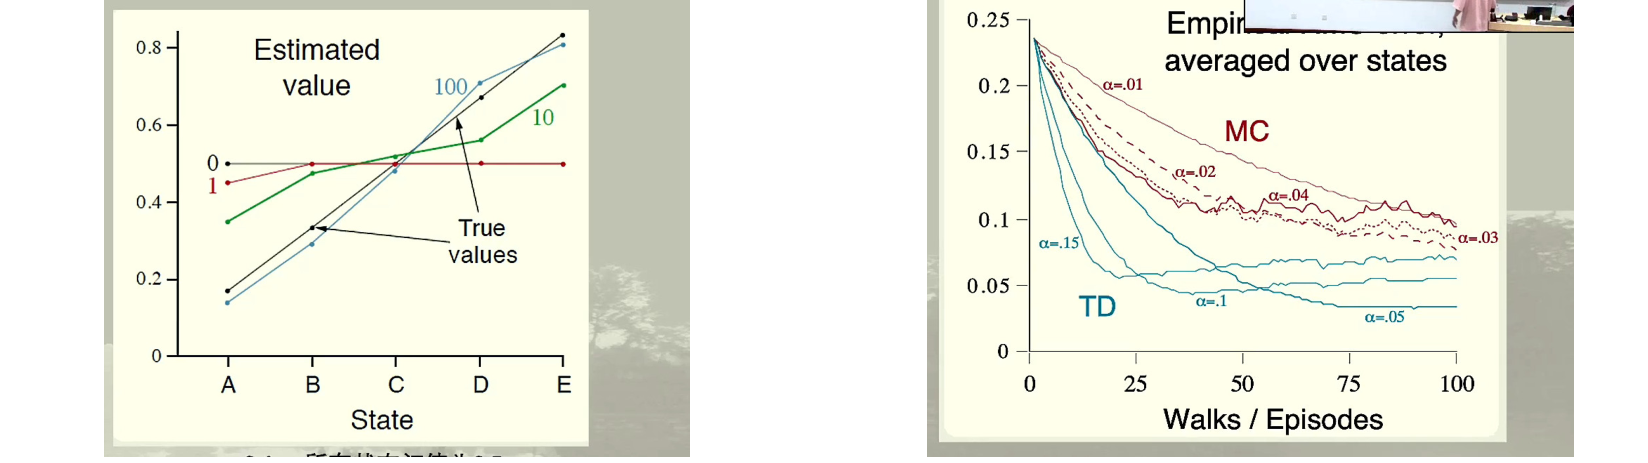 Estimated
value
0.8
0.6
0.4
0.2
0
0
1
100
10
True
values
A B C D E
State
averaged over states
0.25
0.2
0.15
0.1
0.05
0
MC
TD
α=.01
α=.02
α=.04
α=.03
α=.15
α=.1
α=.05
0 25 50 75 100
Walks / Episodes